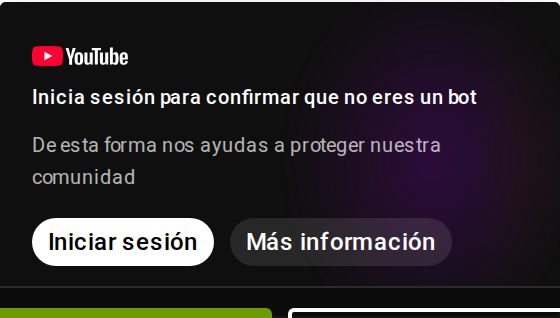 YouTube
Inicia sesión para confirmar que no eres un bot
De esta forma nos ayudas a proteger nuestra
comunidad
Iniciar sesión
Más información